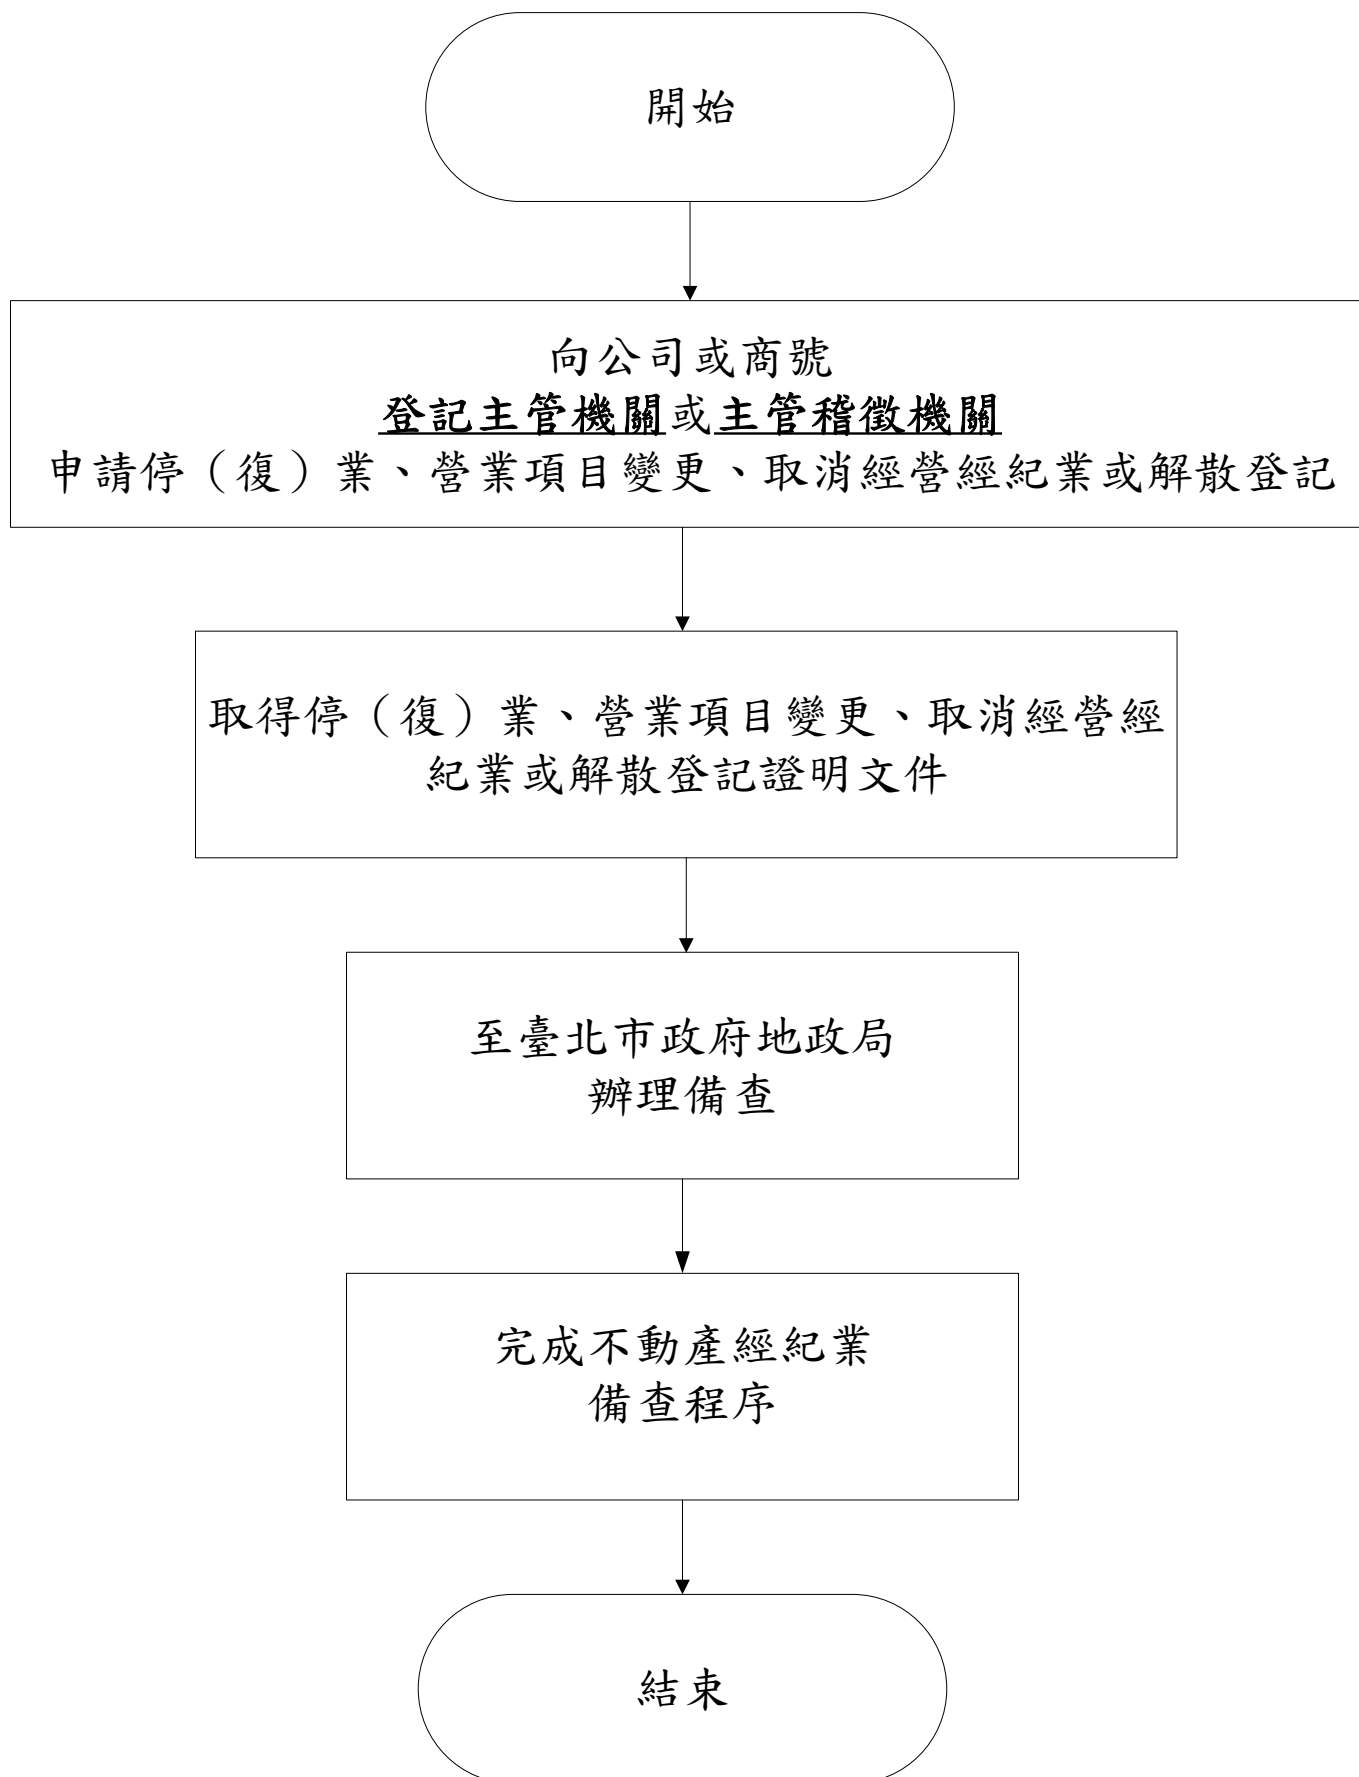 開始
向公司或商號
登記主管機關或主管稽徵機關
申請停（復）業、營業項目變更、取消經營經紀業或解散登記
取得停（復）業、營業項目變更、取消經營經
紀業或解散登記證明文件
至臺北市政府地政局
辦理備查
完成不動產經紀業
備查程序
結束